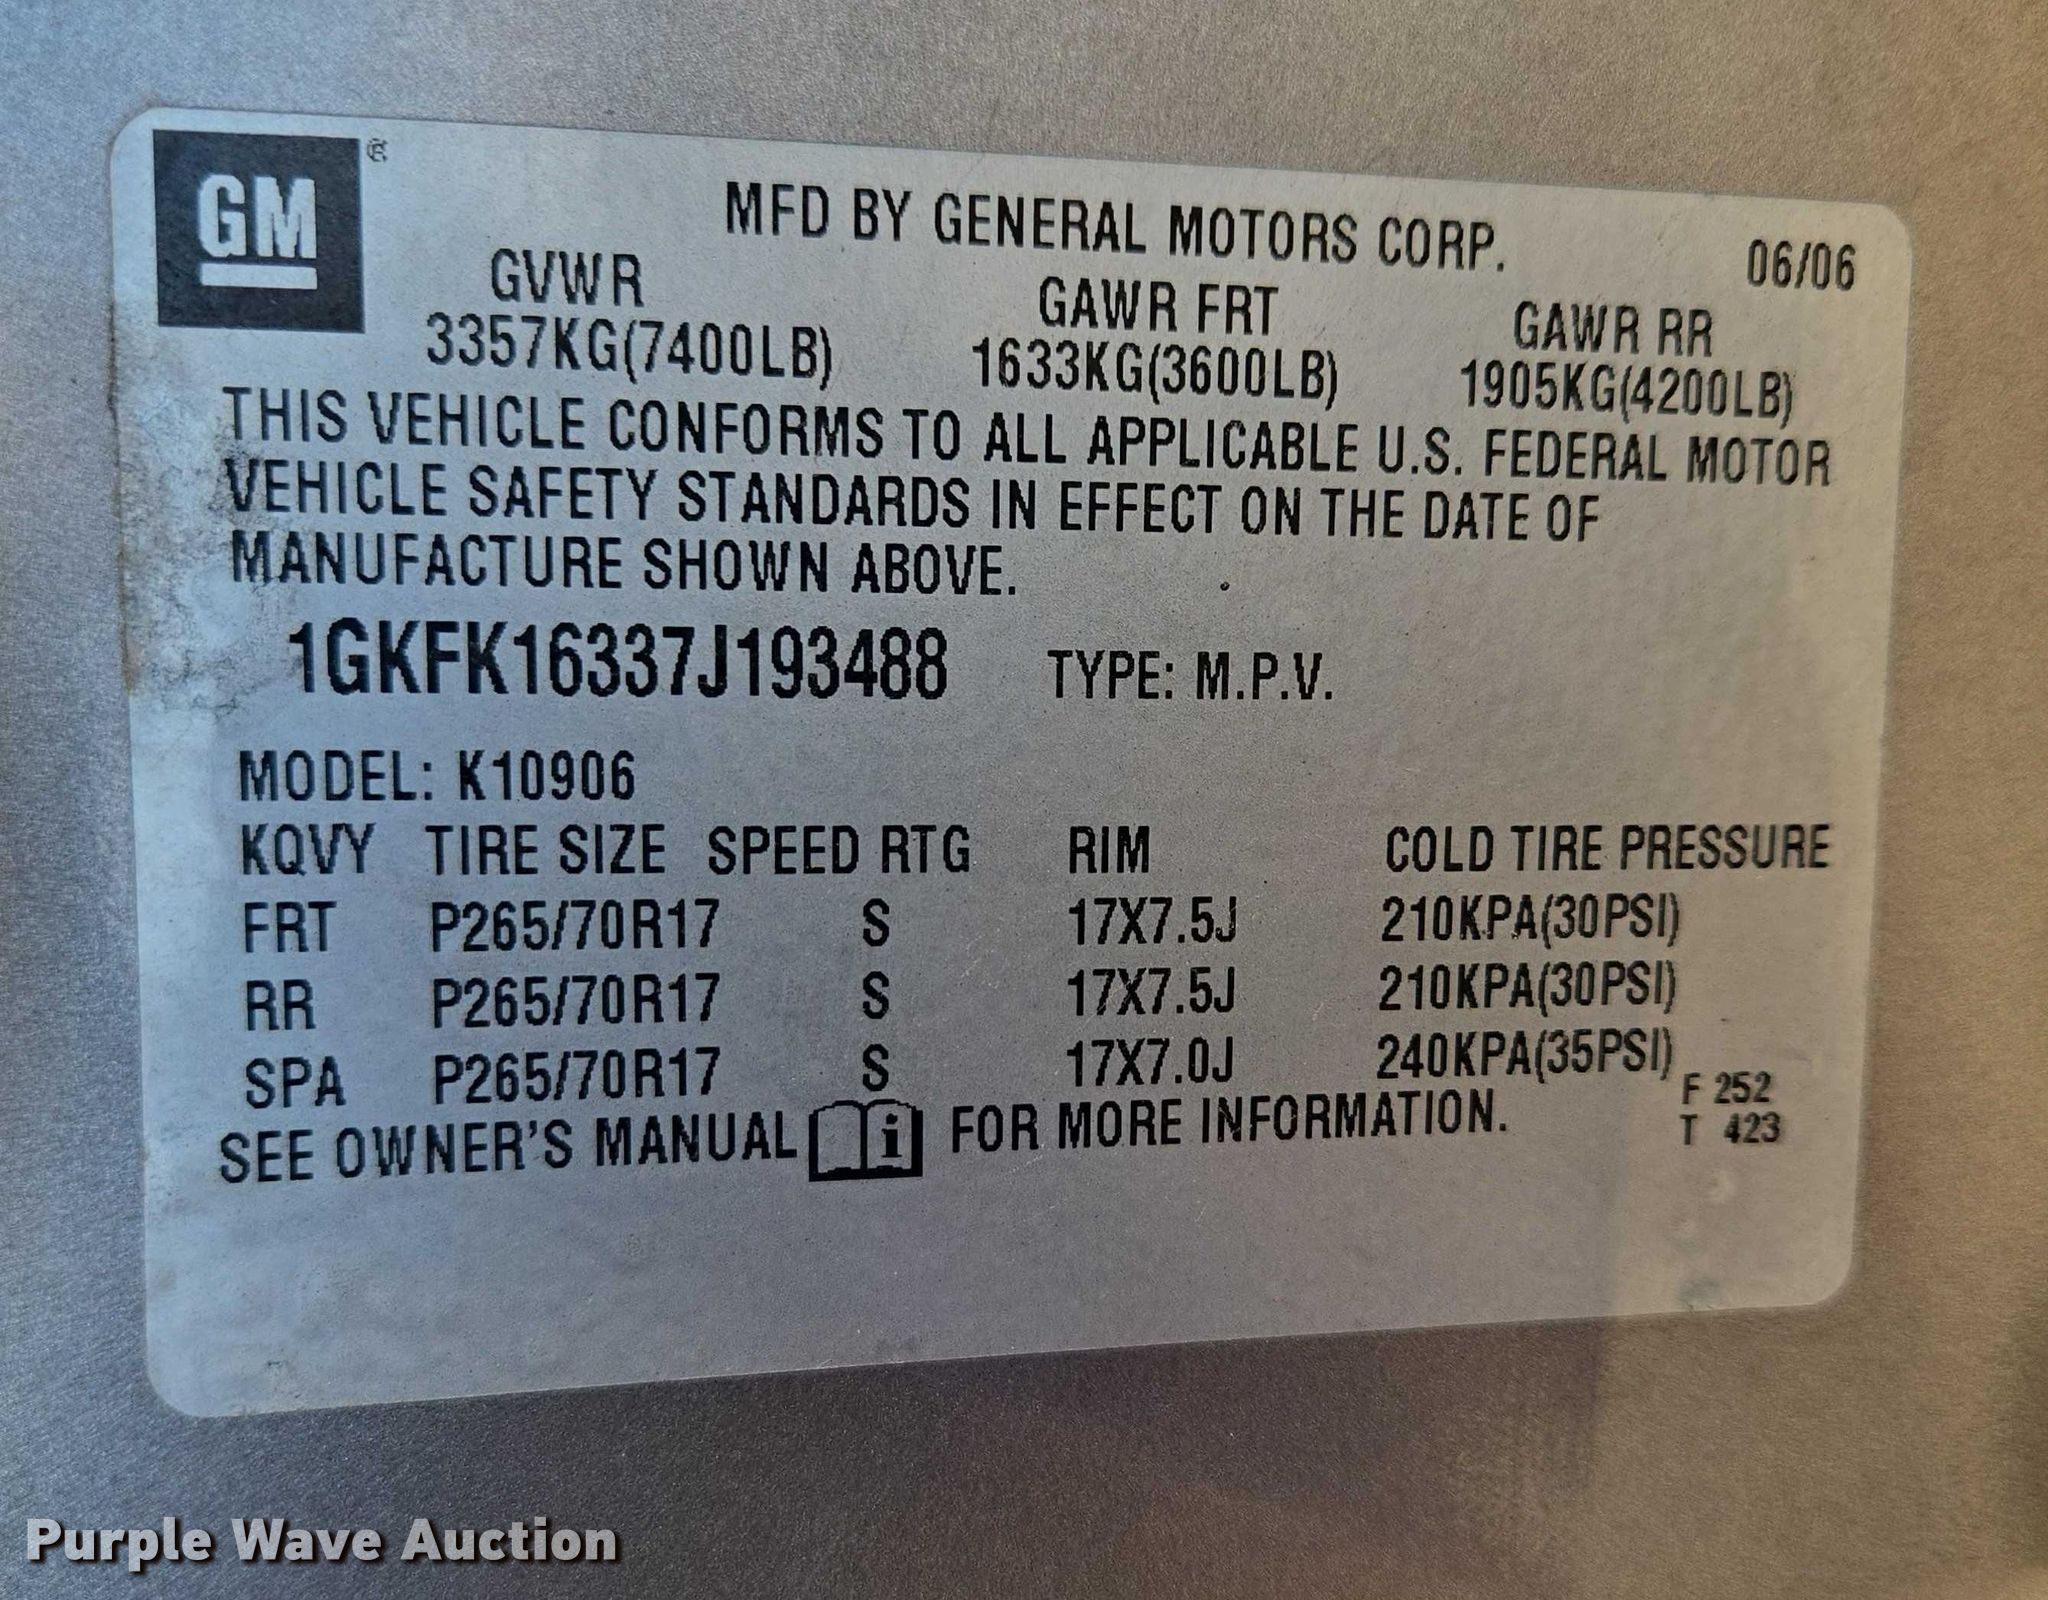 GM
MFD BY GENERAL MOTORS CORP. 06/06
GVWR GAWR FRT GAWR RR
3357KG(7400LB) 1633KG(3600LB) 1905KG(4200LB)
THIS VEHICLE CONFORMS TO ALL APPLICABLE U.S. FEDERAL MOTOR
VEHICLE SAFETY STANDARDS IN EFFECT ON THE DATE OF
MANUFACTURE SHOWN ABOVE.
1GKFK16337J193488 TYPE: M.P.V.
MODEL: K10906
KQVY TIRE SIZE SPEED RTG RIM COLD TIRE PRESSURE
FRT P265/70R17 S 17X7.5J 210KPA(30PSI)
RR P265/70R17 S 17X7.5J 210KPA(30PSI)
SPA P265/70R17 S 17X7.0J 240KPA(35PSI)
F 252
SEE OWNER'S MANUAL i FOR MORE INFORMATION. T 423
Purple Wave Auction